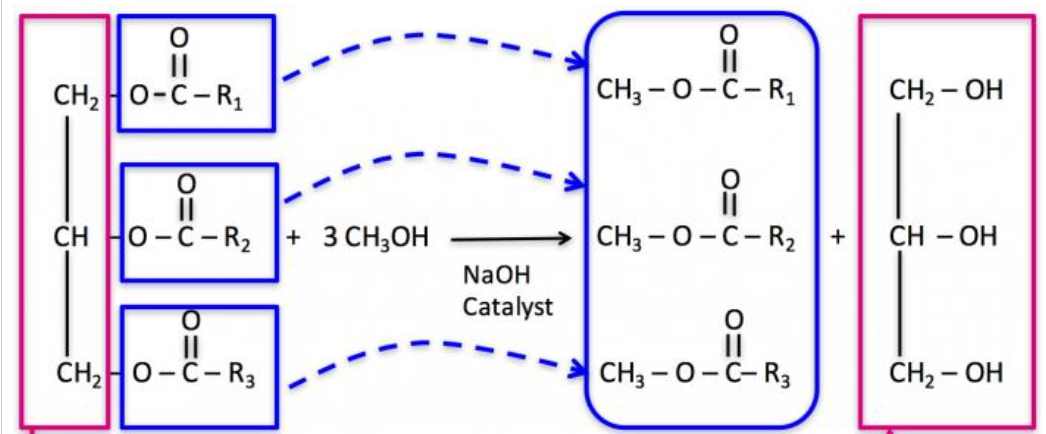 O
CH₂ O-C-R₁
O
CH O-C-R₂
+ 3 CH₃OH
O
CH₂ O-C-R₃
NaOH
Catalyst
O
CH₃-O-C-R₁
O
CH₃-O-C-R₂
O
CH₃-O-C-R₃
+
CH₂-OH
CH-OH
CH₂-OH